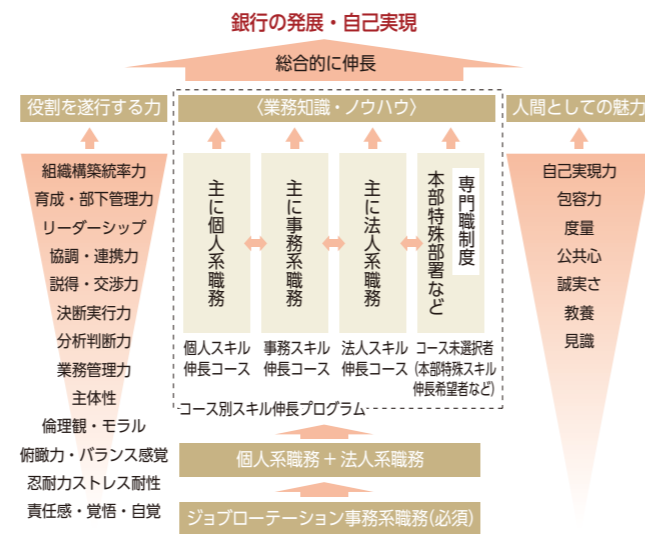 銀行の発展・自己実現
総合的に伸長
役割を遂行する力
〈業務知識・ノウハウ〉
人間としての魅力
組織構築統率力
育成・部下管理力
リーダーシップ
協調・連携力
説得・交渉力
決断実行力
分析判断力
業務管理力
主体性
倫理観・モラル
俯瞰力・バランス感覚
忍耐力ストレス耐性
責任感・覚悟・自覚
主に個人系職務
主に事務系職務
主に法人系職務
専門職制度
本部特殊部署など
個人スキル
伸長コース
事務スキル
伸長コース
法人スキル
伸長コース
コース未選択者
(本部特殊スキル
伸長希望者など)
コース別スキル伸長プログラム
個人系職務+法人系職務
ジョブローテーション事務系職務(必須)
自己実現力
包容力
度量
公共心
誠実さ
教養
見識